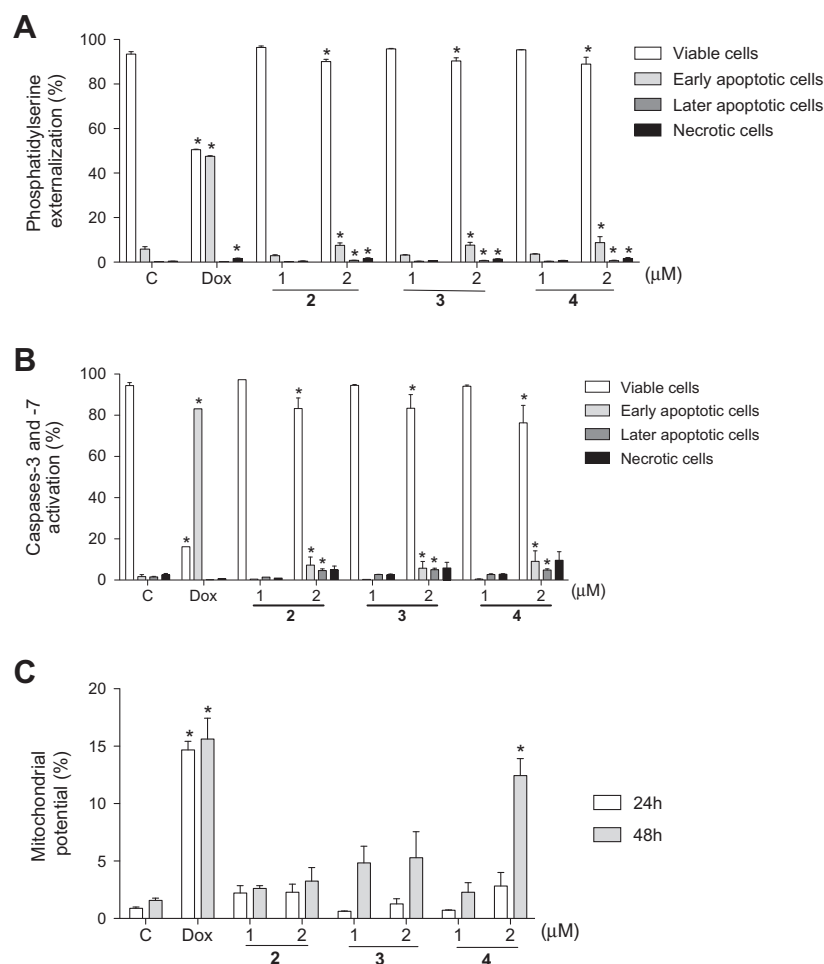 A
Phosphatidylserine
externalization (%)
100
80
60
40
20
0
* *
*
*
*
* *
*
*
* *
*
*
* *
C Dox 1 2 1 2 1 2 (μM)
2 3 4
Viable cells
Early apoptotic cells
Later apoptotic cells
Necrotic cells
B
Caspases-3 and -7
activation (%)
100
80
60
40
20
0
*
*
*
* *
*
* *
*
* *
C Dox 1 2 1 2 1 2 (μM)
2 3 4
Viable cells
Early apoptotic cells
Later apoptotic cells
Necrotic cells
C
Mitochondrial
potential (%)
20
15
10
5
0
* *
*
C Dox 1 2 1 2 1 2 (μM)
2 3 4
24h
48h